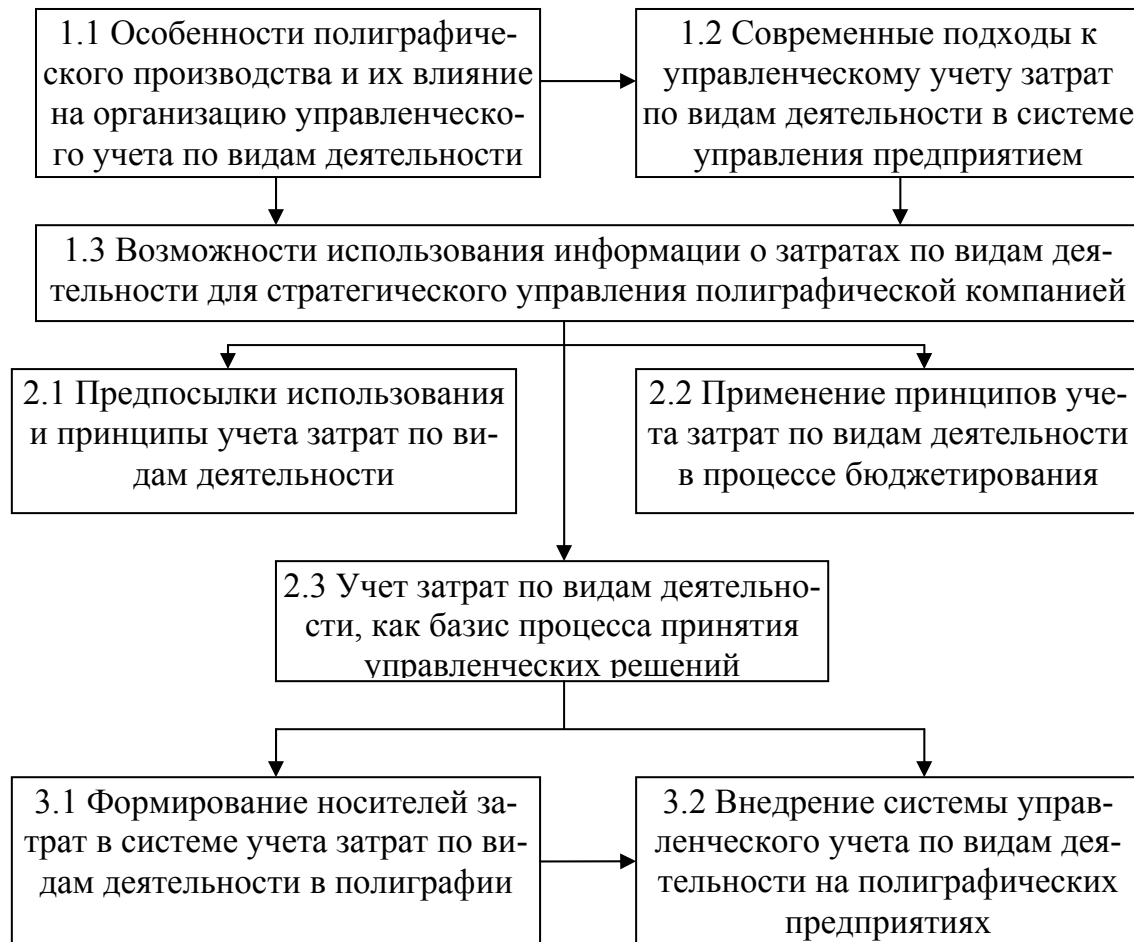 1.1 Особенности полиграфиче-
ского производства и их влияние
на организацию управленческо-
го учета по видам деятельности
1.2 Современные подходы к
управленческому учету затрат
по видам деятельности в системе
управления предприятием
1.3 Возможности использования информации о затратах по видам дея-
тельности для стратегического управления полиграфической компанией
2.1 Предпосылки использования
и принципы учета затрат по ви-
дам деятельности
2.2 Применение принципов уче-
та затрат по видам деятельности
в процессе бюджетирования
2.3 Учет затрат по видам деятельно-
сти, как базис процесса принятия
управленческих решений
3.1 Формирование носителей за-
трат в системе учета затрат по ви-
дам деятельности в полиграфии
3.2 Внедрение системы управ-
ленческого учета по видам дея-
тельности на полиграфических
предприятиях